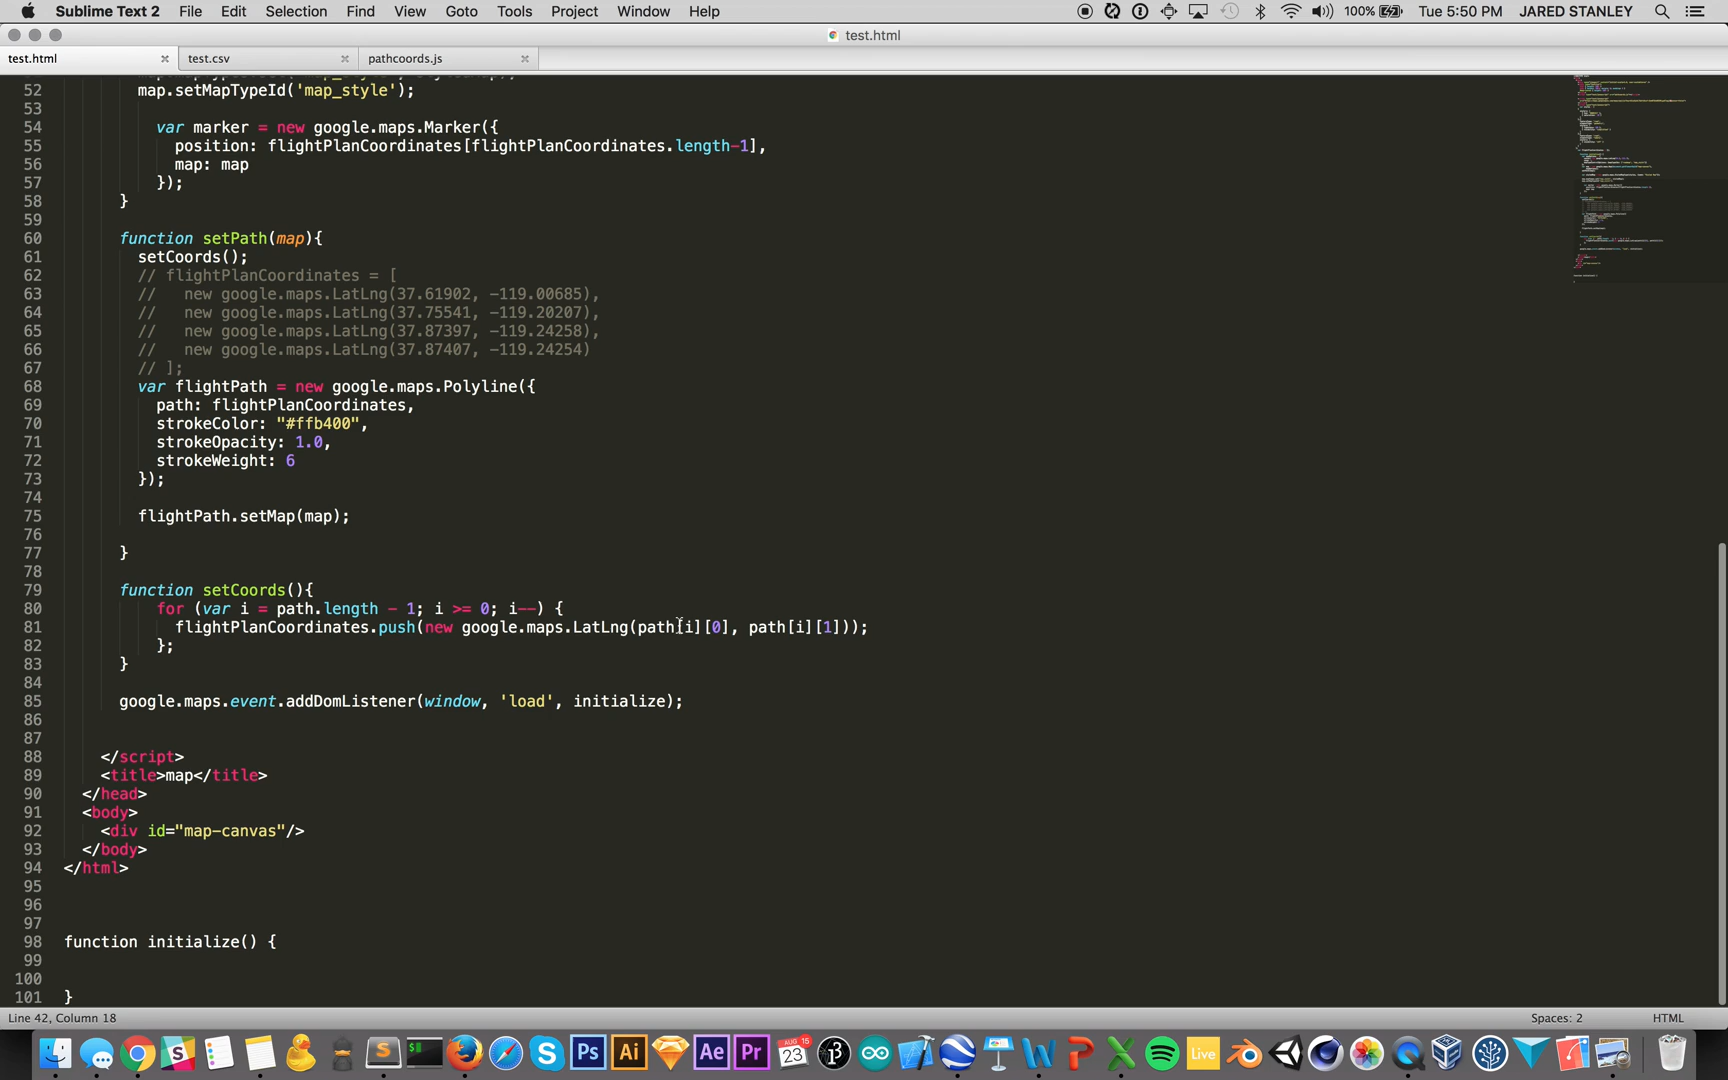 Sublime Text 2 File Edit Selection Find View Goto Tools Project Window Help 100% Tue 5:50 PM JARED STANLEY
test.html
test.html test.csv pathcoords.js
52 map.setMapTypeId('map_style');
53
54 var marker = new google.maps.Marker({
55 position: flightPlanCoordinates[flightPlanCoordinates.length-1],
56 map: map
57 });
58 }
59
60 function setPath(map){
61 setCoords();
62 // flightPlanCoordinates = [
63 // new google.maps.LatLng(37.61902, -119.00685),
64 // new google.maps.LatLng(37.75541, -119.20207),
65 // new google.maps.LatLng(37.87397, -119.24258),
66 // new google.maps.LatLng(37.87407, -119.24254)
67 // ];
68 var flightPath = new google.maps.Polyline({
69 path: flightPlanCoordinates,
70 strokeColor: "#ffb400",
71 strokeOpacity: 1.0,
72 strokeWeight: 6
73 });
74
75 flightPath.setMap(map);
76
77 }
78
79 function setCoords(){
80 for (var i = path.length - 1; i >= 0; i--) {
81 flightPlanCoordinates.push(new google.maps.LatLng(path[i][0], path[i][1]));
82 };
83 }
84
85 google.maps.event.addDomListener(window, 'load', initialize);
86
87
88 </script>
89 <title>map</title>
90 </head>
91 <body>
92 <div id="map-canvas"/>
93 </body>
94 </html>
95
96
97
98 function initialize() {
99
100
101 }
Line 42, Column 18 Spaces: 2 HTML
Ps Ai Ae Pr AUG 23 Live